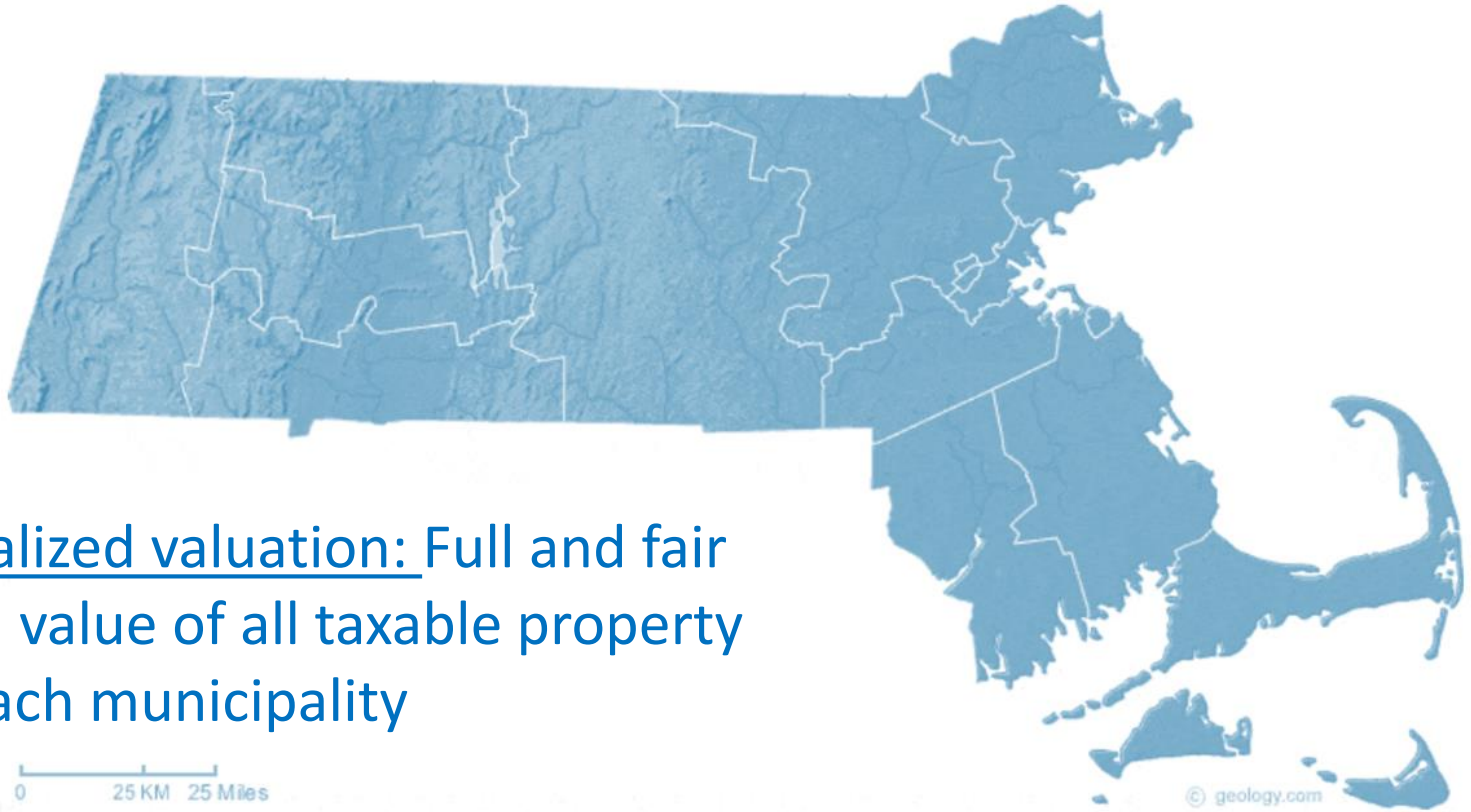 alized valuation: Full and fair
value of all taxable property
ach municipality
0 25 KM 25 Miles
© geology.com